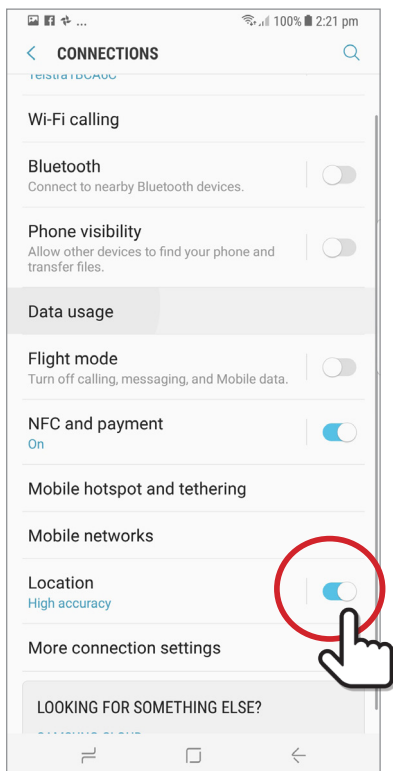 100% 2:21 pm
CONNECTIONS
Wi-Fi calling
Bluetooth
Connect to nearby Bluetooth devices.
Phone visibility
Allow other devices to find your phone and
transfer files.
Data usage
Flight mode
Turn off calling, messaging, and Mobile data.
NFC and payment
On
Mobile hotspot and tethering
Mobile networks
Location
High accuracy
More connection settings
LOOKING FOR SOMETHING ELSE?